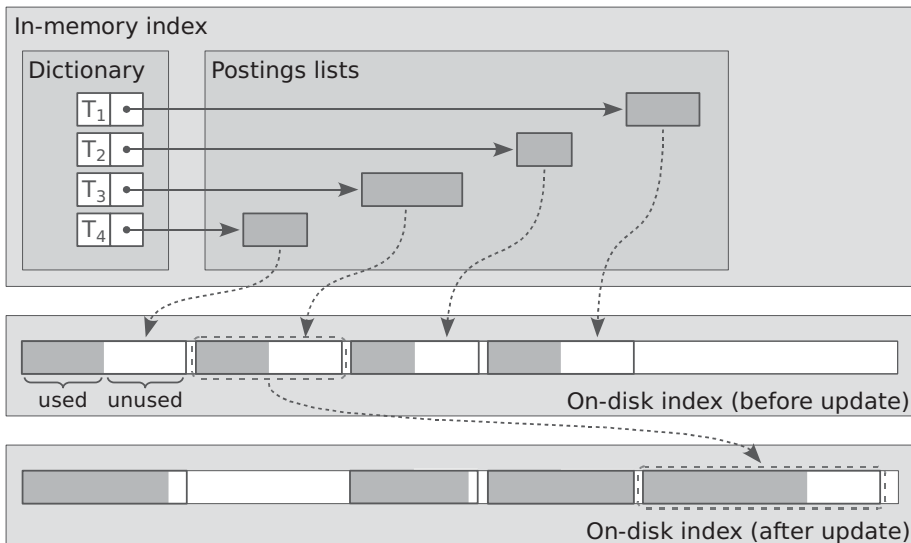 In-memory index
Dictionary
Postings lists
T1
T2
T3
T4
used
unused
On-disk index (before update)
On-disk index (after update)